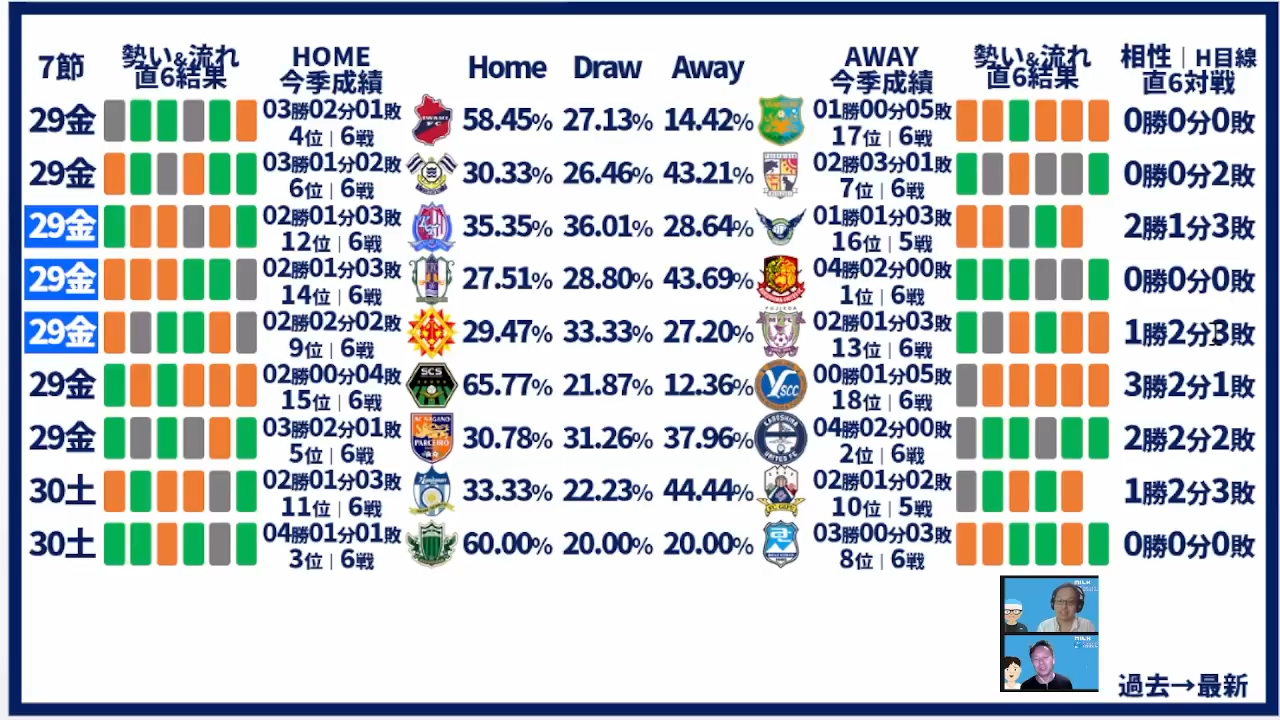 7節 勢い&流れ 直6結果 HOME 今季成績 Home Draw Away AWAY 今季成績 勢い&流れ 直6結果 相性｜H目線 直6対戦
29金 03勝02分01敗 4位｜6戦 58.45% 27.13% 14.42% 01勝00分05敗 17位｜6戦 0勝0分0敗
29金 03勝01分02敗 6位｜6戦 30.33% 26.46% 43.21% 02勝03分01敗 7位｜6戦 0勝0分2敗
29金 02勝01分03敗 12位｜6戦 35.35% 36.01% 28.64% 01勝01分03敗 16位｜5戦 2勝1分3敗
29金 02勝01分03敗 14位｜6戦 27.51% 28.80% 43.69% 04勝02分00敗 1位｜6戦 0勝0分0敗
29金 02勝02分02敗 9位｜6戦 29.47% 33.33% 27.20% 02勝01分03敗 13位｜6戦 1勝2分3敗
29金 02勝00分04敗 15位｜6戦 SCS 65.77% 21.87% 12.36% YSCC 00勝01分05敗 18位｜6戦 3勝2分1敗
29金 03勝02分01敗 5位｜6戦 PARCEIRO 30.78% 31.26% 37.96% KAGOSHIMA UNITED FC 04勝02分00敗 2位｜6戦 2勝2分2敗
30土 02勝01分03敗 11位｜6戦 33.33% 22.23% 44.44% 02勝01分02敗 10位｜5戦 1勝2分3敗
30土 04勝01分01敗 3位｜6戦 60.00% 20.00% 20.00% 03勝00分03敗 8位｜6戦 0勝0分0敗
過去→最新